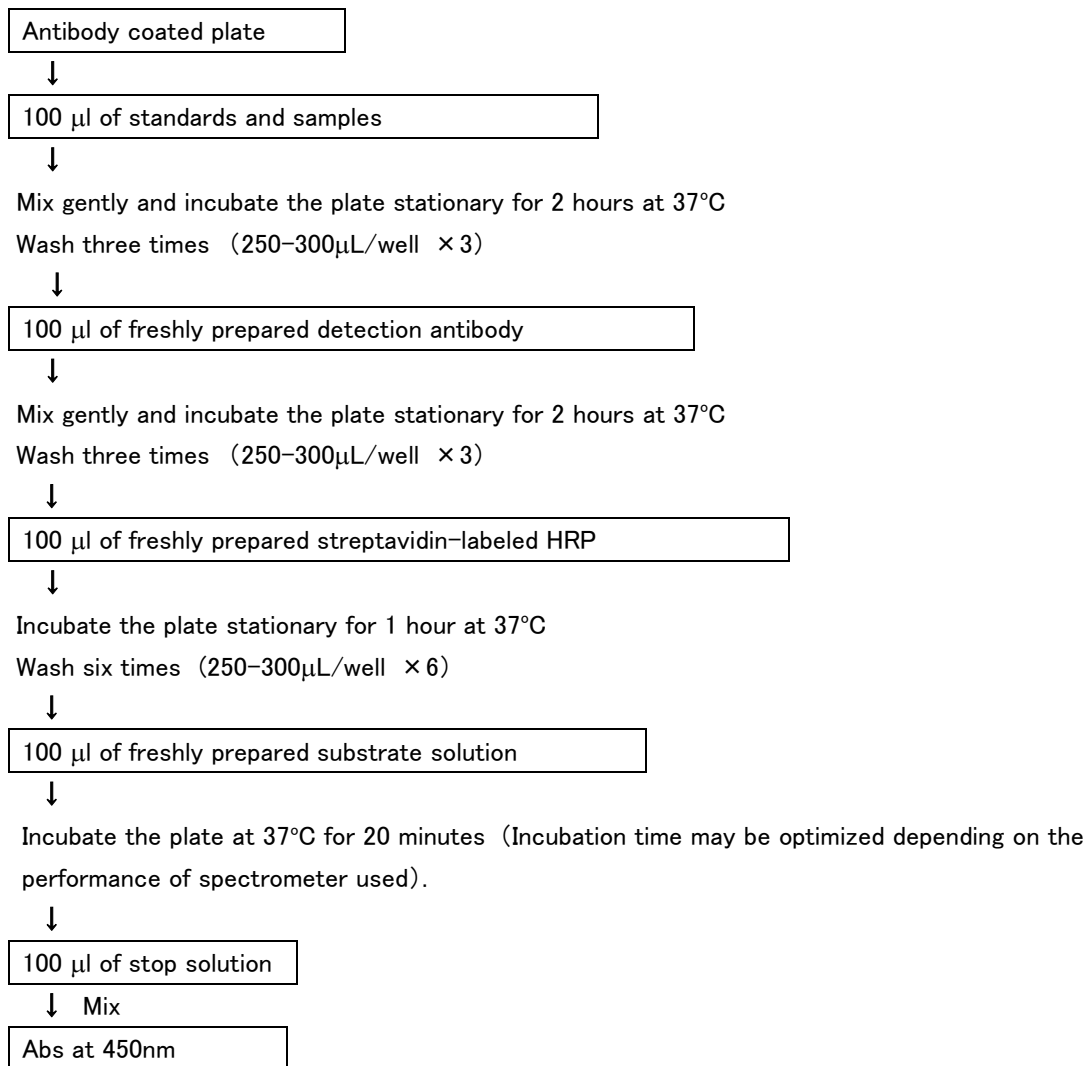 Antibody coated plate
↓
100 μl of standards and samples
↓
Mix gently and incubate the plate stationary for 2 hours at 37°C
Wash three times （250-300μL/well ×3）
↓
100 μl of freshly prepared detection antibody
↓
Mix gently and incubate the plate stationary for 2 hours at 37°C
Wash three times （250-300μL/well ×3）
↓
100 μl of freshly prepared streptavidin-labeled HRP
↓
Incubate the plate stationary for 1 hour at 37°C
Wash six times （250-300μL/well ×6）
↓
100 μl of freshly prepared substrate solution
↓
Incubate the plate at 37°C for 20 minutes （Incubation time may be optimized depending on the
performance of spectrometer used）.
↓
100 μl of stop solution
↓ Mix
Abs at 450nm